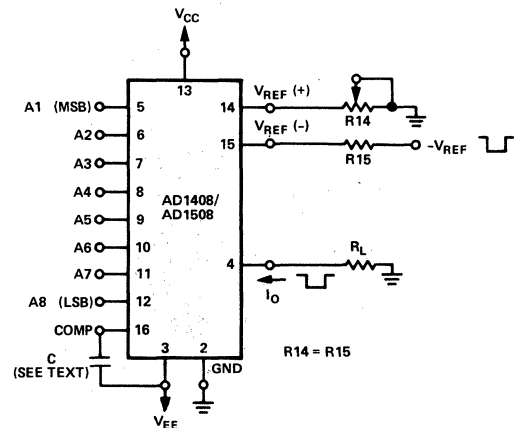 VCC
13
A1 (MSB) 5
14 VREF (+)
R14
A2 6
VREF (–)
15
R15
–VREF
A3 7
A4 8
AD1408/
AD1508
A5 9
A6 10
RL
A7 11
4
IO
A8 (LSB) 12
COMP 16
C
(SEE TEXT)
3
2
GND
R14 = R15
VEE